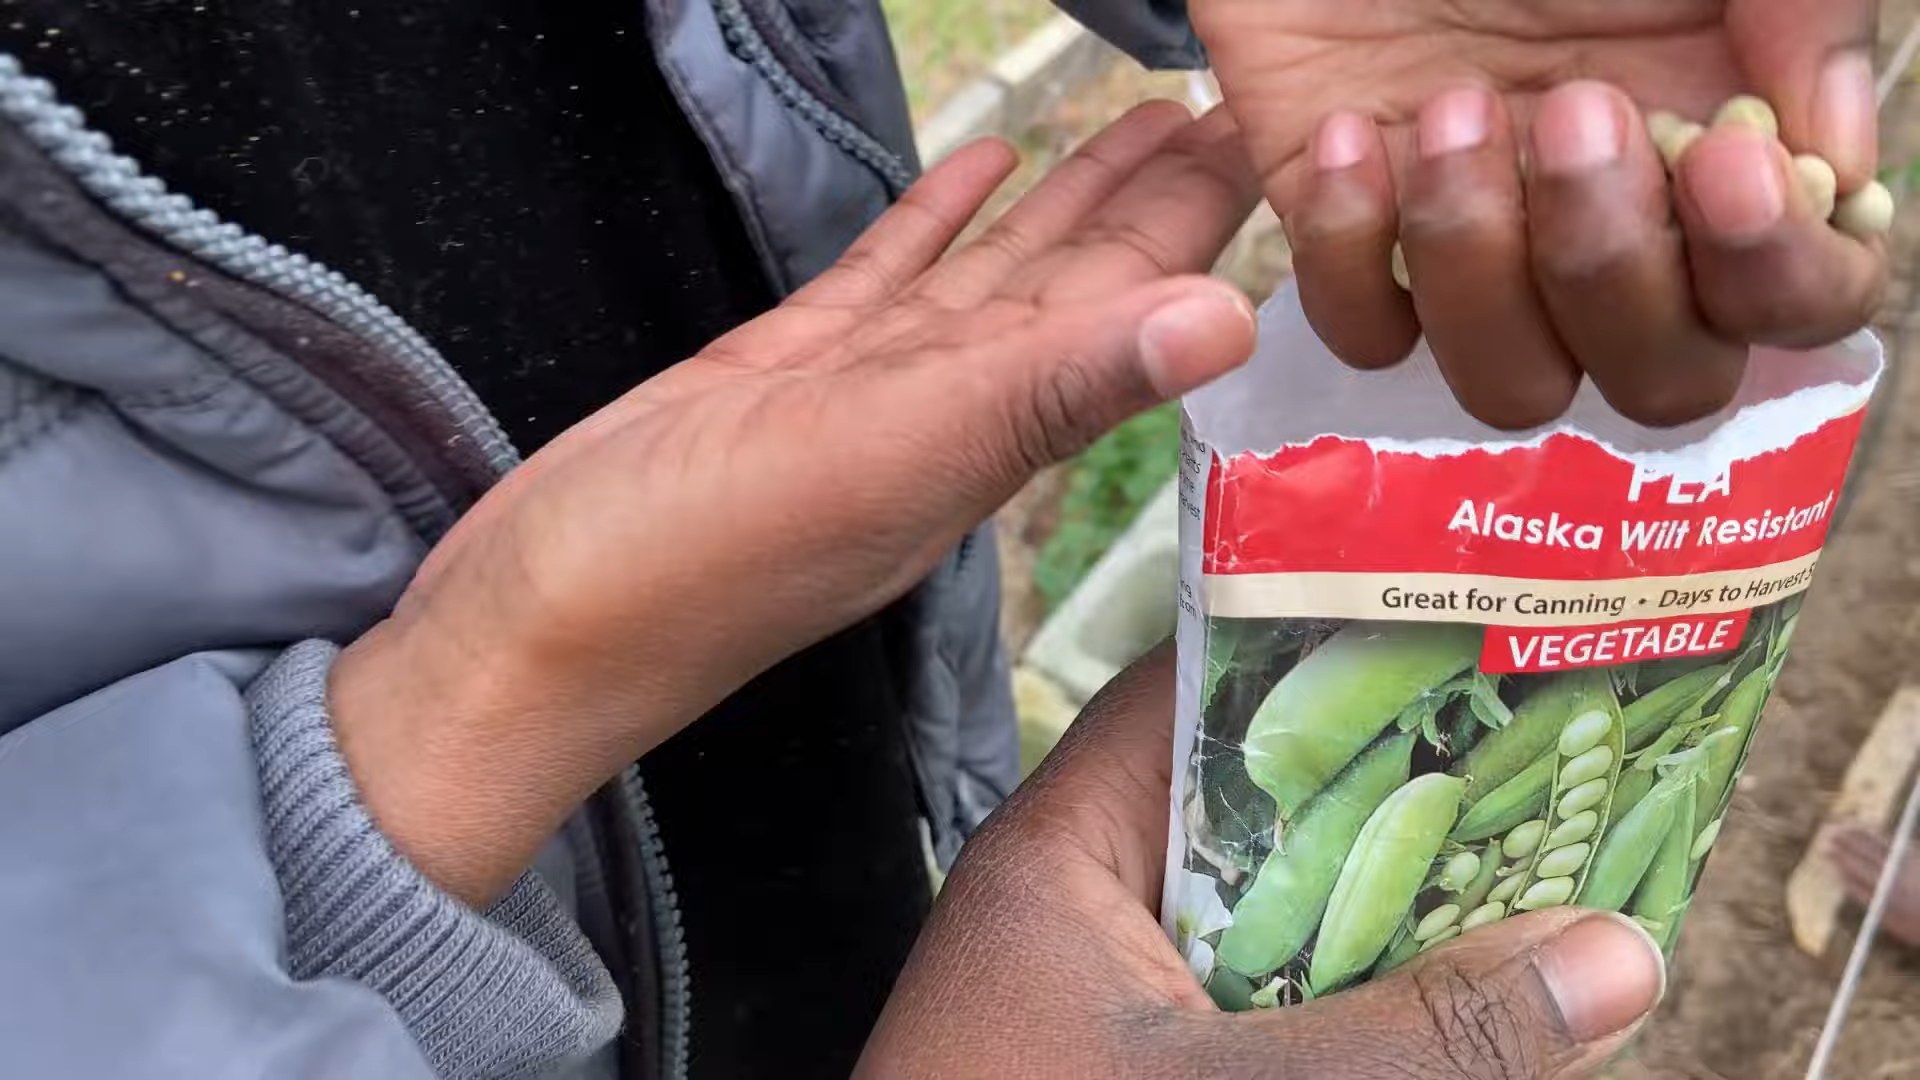 PEA
Alaska Wilt Resistant
Great for Canning • Days to Harvest
VEGETABLE